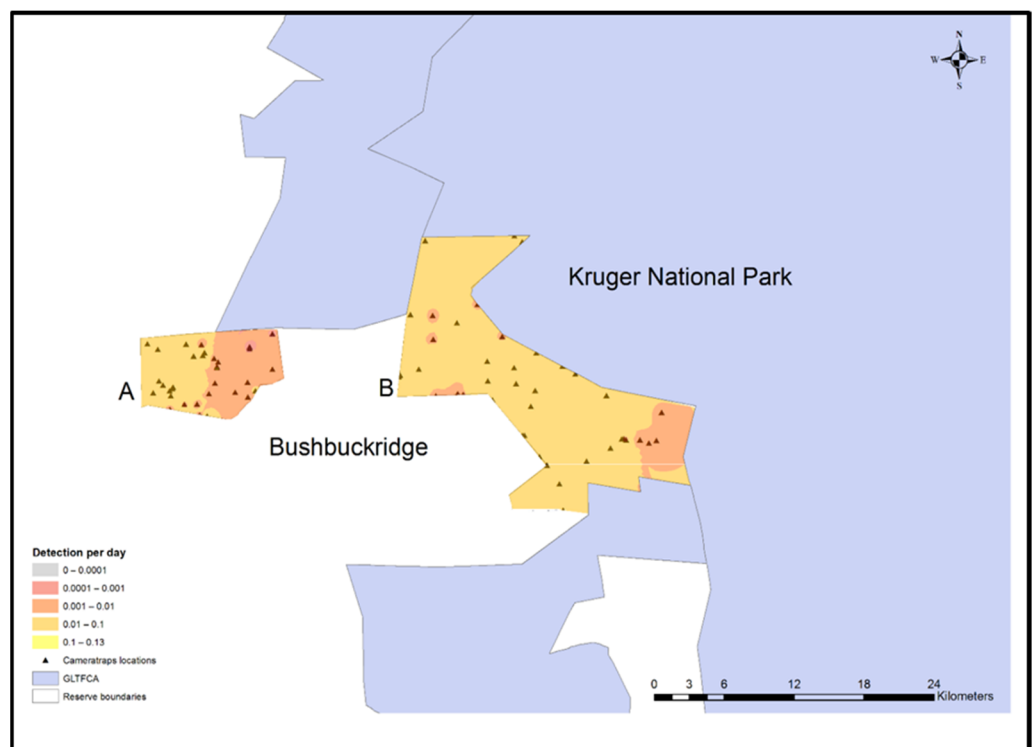 N
W E
S
Kruger National Park
A
B
Bushbuckridge
Detection per day
0 – 0.0001
0.0001 – 0.001
0.001 – 0.01
0.01 – 0.1
0.1 – 0.13
Cameratraps locations
GLTFCA
Reserve boundaries
0 3 6 12 18 24
Kilometers